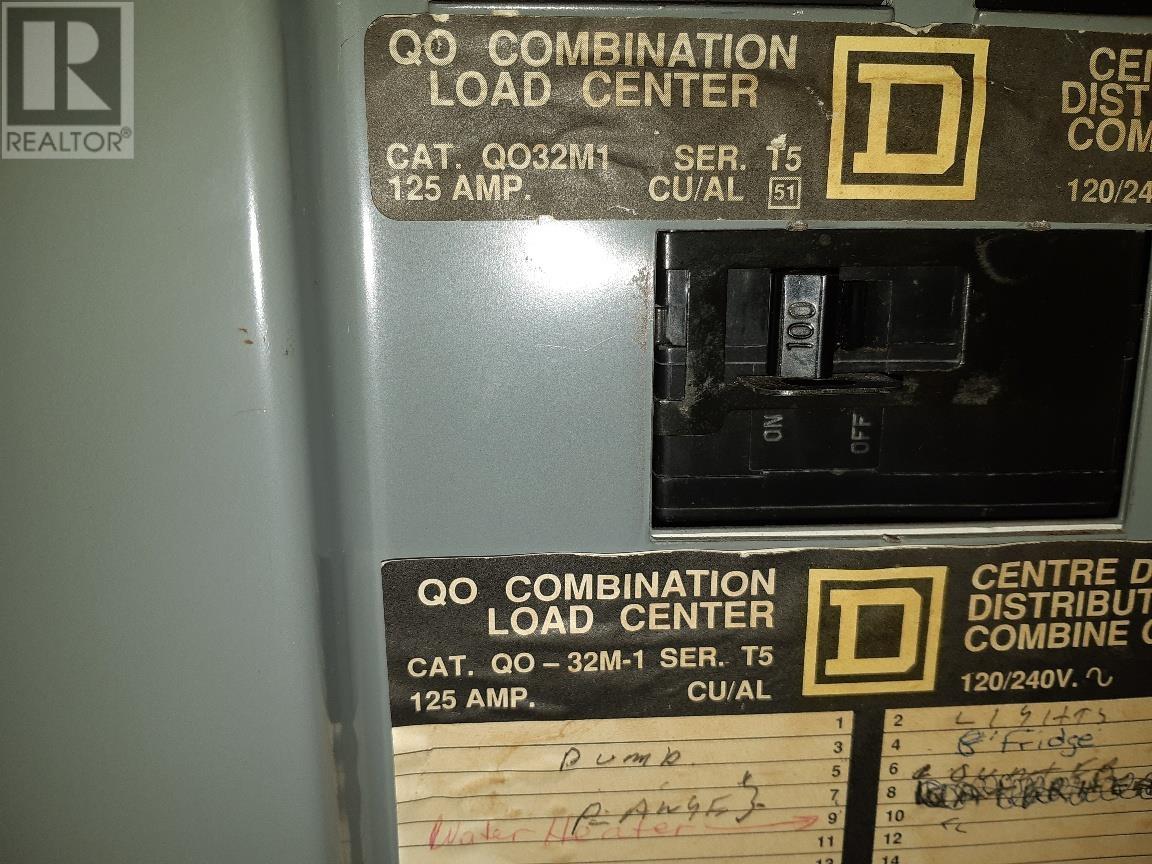 REALTOR®
QO COMBINATION
LOAD CENTER
CAT. QO32M1 SER. T5
125 AMP. CU/AL 51
D
CEN
DIST
COM
120/24
100
ON
OFF
QO COMBINATION
LOAD CENTER
CAT. QO – 32M-1 SER. T5
125 AMP. CU/AL
D
CENTRE D
DISTRIBUT
COMBINE
120/240V. ~
1
3 Pump
5
7 RANGE
9 Water Heater
11
13
2 LIGHTS
4 Fridge
6 COUNTER
8
10
12
14